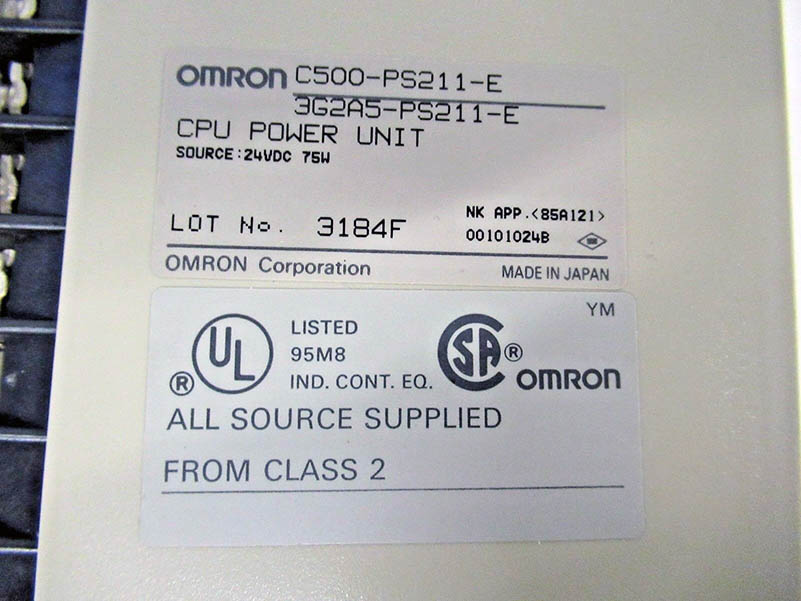 OMRON C500-PS211-E
3G2A5-PS211-E
CPU POWER UNIT
SOURCE:24VDC 75W
NK APP.<85A121>
LOT No. 3184F
00101024B
OMRON Corporation
MADE IN JAPAN
YM
UL ®
LISTED
95M8
IND. CONT. EQ.
SA ®
OMRON
ALL SOURCE SUPPLIED
FROM CLASS 2